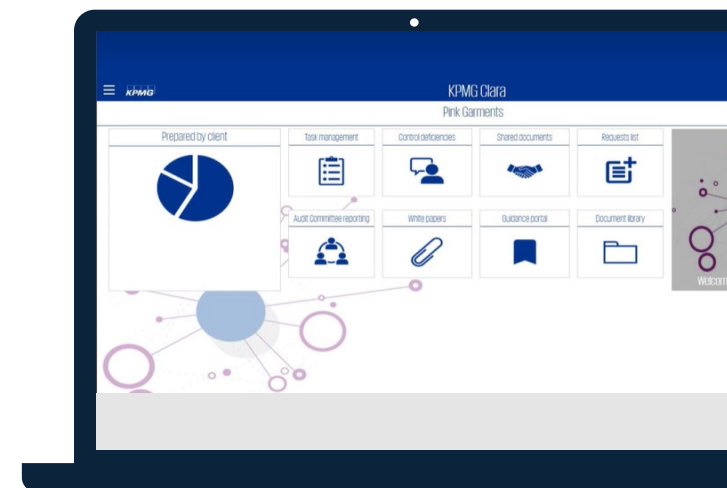 KPMG
KPMG Clara
Pink Garments
Prepared by client
Task management
Control deficiencies
Shared documents
Requests list
Audit Committee reporting
White papers
Guidance portal
Document library
Welcom